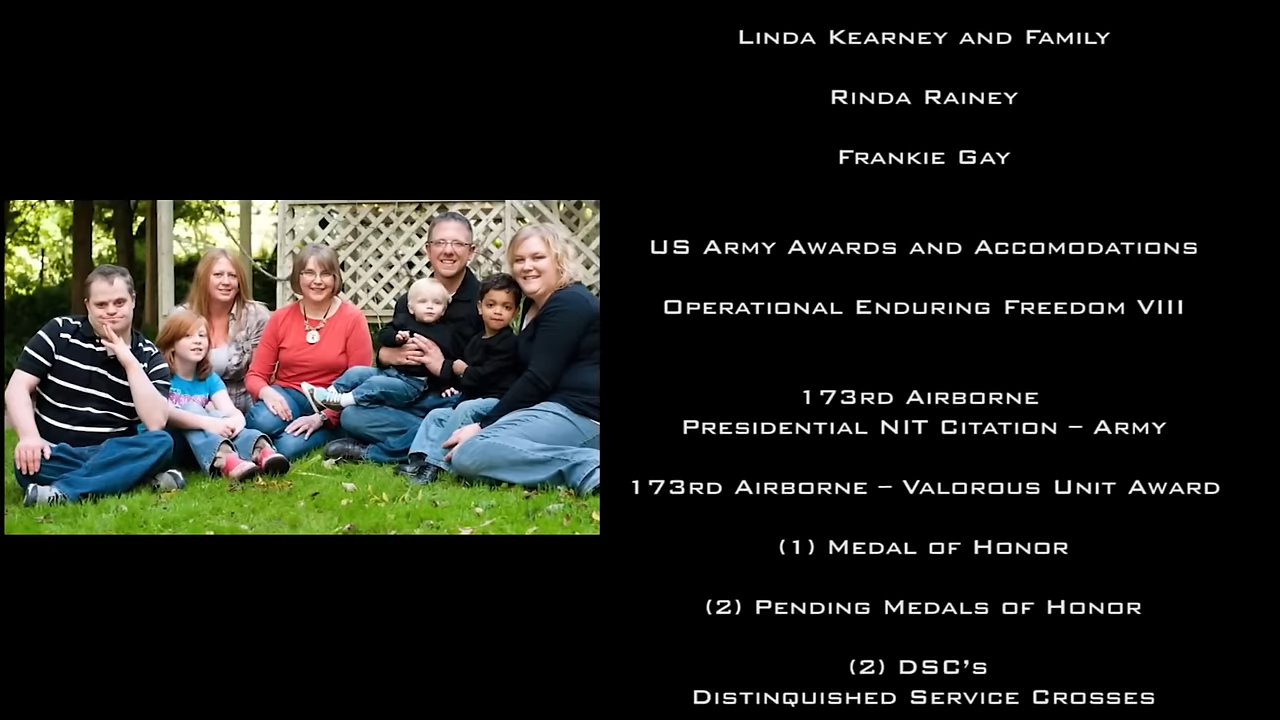 Linda Kearney and Family
Rinda Rainey
Frankie Gay
US Army Awards and Accomodations
Operational Enduring Freedom VIII
173rd Airborne
Presidential NIT Citation – Army
173rd Airborne – Valorous Unit Award
(1) Medal of Honor
(2) Pending Medals of Honor
(2) DSC's
Distinquished Service Crosses